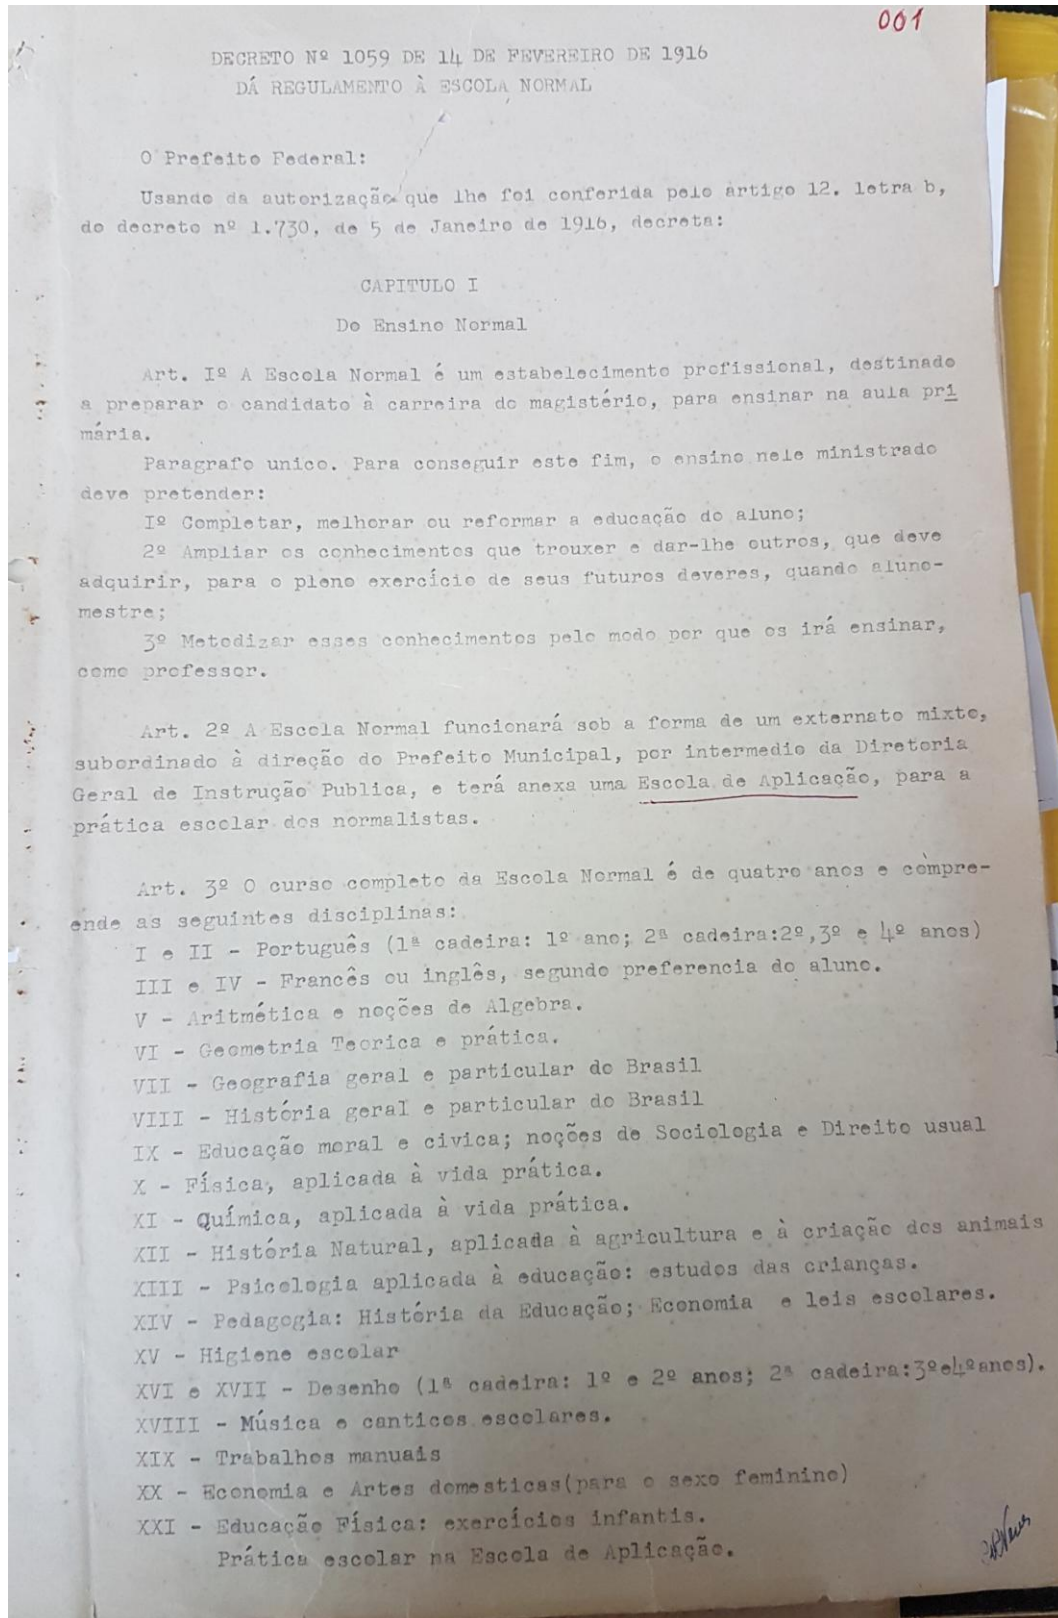 001
DECRETO Nº 1059 DE 14 DE FEVEREIRO DE 1916
DÁ REGULAMENTO À ESCOLA NORMAL
O Prefeito Federal:
Usando da autorização que lhe foi conferida pelo artigo 12. letra b,
do decreto nº 1.730, de 5 de Janeiro de 1916, decreta:
CAPITULO I
Do Ensino Normal
Art. Iº A Escola Normal é um estabelecimento profissional, destinado
a preparar o candidato à carreira do magistério, para ensinar na aula pri
mária.
Paragrafo unico. Para conseguir este fim, o ensino nele ministrado
deve pretender:
Iº Completar, melhorar ou reformar a educação do aluno;
2º Ampliar os conhecimentos que trouxer e dar-lhe outros, que deve
adquirir, para o pleno exercício de seus futuros deveres, quando aluno-
mestre;
3º Metodizar esses conhecimentos pelo modo por que os irá ensinar,
como professor.
Art. 2º A Escola Normal funcionará sob a forma de um externato mixto,
subordinado à direção do Prefeito Municipal, por intermedio da Diretoria
Geral de Instrução Publica, e terá anexa uma Escola de Aplicação, para a
prática escolar dos normalistas.
Art. 3º O curso completo da Escola Normal é de quatro anos e compre-
ende as seguintes disciplinas:
I e II - Português (1ª cadeira: 1º ano; 2ª cadeira:2º,3º e 4º anos)
III e IV - Francês ou inglês, segundo preferencia do aluno.
V - Aritmética e noções de Algebra.
VI - Geometria Teorica e prática.
VII - Geografia geral e particular do Brasil
VIII - História geral e particular do Brasil
IX - Educação moral e civica; noções de Sociologia e Direito usual
X - Física, aplicada à vida prática.
XI - Química, aplicada à vida prática.
XII - História Natural, aplicada à agricultura e à criação dos animais
XIII - Psicologia aplicada à educação: estudos das crianças.
XIV - Pedagogia: História da Educação; Economia e leis escolares.
XV - Higiene escolar
XVI e XVII - Desenho (1ª cadeira: 1º e 2º anos; 2ª cadeira:3ºe4ºanos).
XVIII - Música e canticos escolares.
XIX - Trabalhos manuais
XX - Economia e Artes domesticas(para o sexo feminino)
XXI - Educação Física: exercícios infantis.
Prática escolar na Escola de Aplicação.